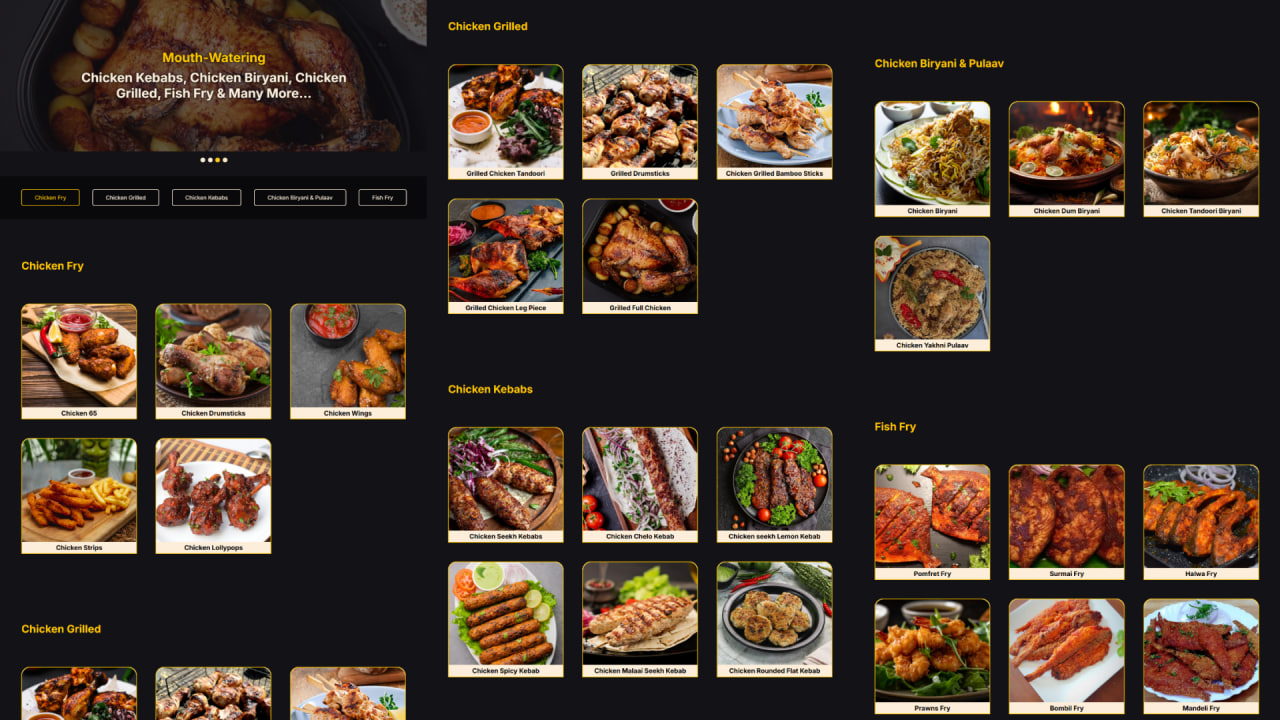 Mouth-Watering
Chicken Kebabs, Chicken Biryani, Chicken
Grilled, Fish Fry & Many More...
Chicken Fry
Chicken Grilled
Chicken Kebabs
Chicken Biryani & Pulaav
Fish Fry
Chicken Fry
Chicken 65
Chicken Drumsticks
Chicken Wings
Chicken Strips
Chicken Lollypops
Chicken Grilled
Chicken Grilled
Grilled Chicken Tandoori
Grilled Drumsticks
Chicken Grilled Bamboo Sticks
Grilled Chicken Leg Piece
Grilled Full Chicken
Chicken Kebabs
Chicken Seekh Kebabs
Chicken Chelo Kebab
Chicken seekh Lemon Kebab
Chicken Spicy Kebab
Chicken Malaai Seekh Kebab
Chicken Rounded Flat Kebab
Chicken Biryani & Pulaav
Chicken Biryani
Chicken Dum Biryani
Chicken Tandoori Biryani
Chicken Yakhni Pulaav
Fish Fry
Pomfret Fry
Surmai Fry
Halwa Fry
Prawns Fry
Bombil Fry
Mandeli Fry